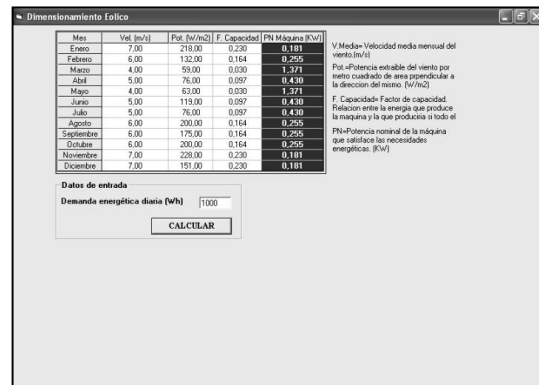 Dimensionamiento Eolico
Mes Vel. (m/s) Pot. (W/m2) F. Capacidad PN Máquina (KW)
Enero 7,00 218,00 0,230 0,181
Febrero 6,00 132,00 0,164 0,255
Marzo 4,00 59,00 0,030 1,371
Abril 5,00 76,00 0,097 0,430
Mayo 4,00 63,00 0,030 1,371
Junio 5,00 119,00 0,097 0,430
Julio 5,00 76,00 0,097 0,430
Agosto 6,00 200,00 0,164 0,255
Septiembre 6,00 175,00 0,164 0,255
Octubre 6,00 200,00 0,164 0,255
Noviembre 7,00 228,00 0,230 0,181
Diciembre 7,00 151,00 0,230 0,181
V.Media= Velocidad media mensual del
viento.(m/s)
Pot.=Potencia extraible del viento por
metro cuadrado de area prpendicular a
la direccion del mismo. (W/m2)
F. Capacidad= Factor de capacidad.
Relacion entre la energia que produce
la maquina y la que produciria si todo el
PN=Potencia nominal de la máquina
que satisface las necesidades
energéticas. (KW)
Datos de entrada
Demanda energética diaria (Wh) 1000
CALCULAR